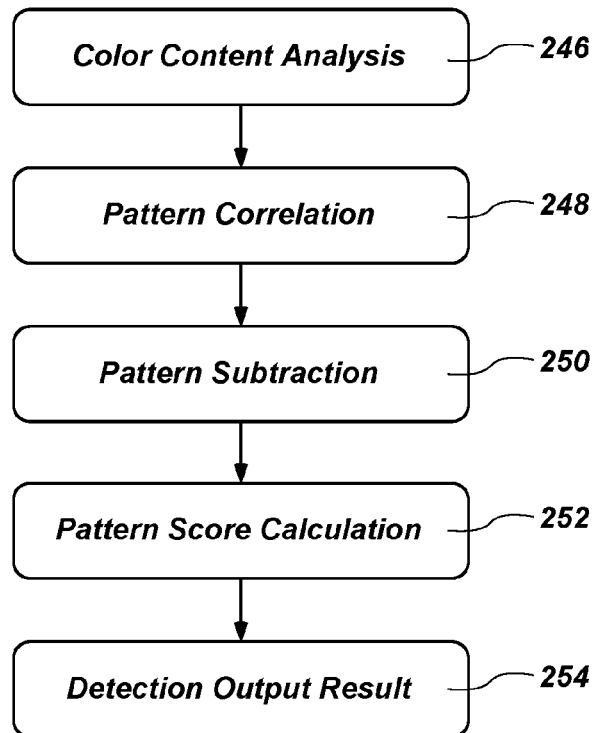 Color Content Analysis 246
Pattern Correlation 248
Pattern Subtraction 250
Pattern Score Calculation 252
Detection Output Result 254